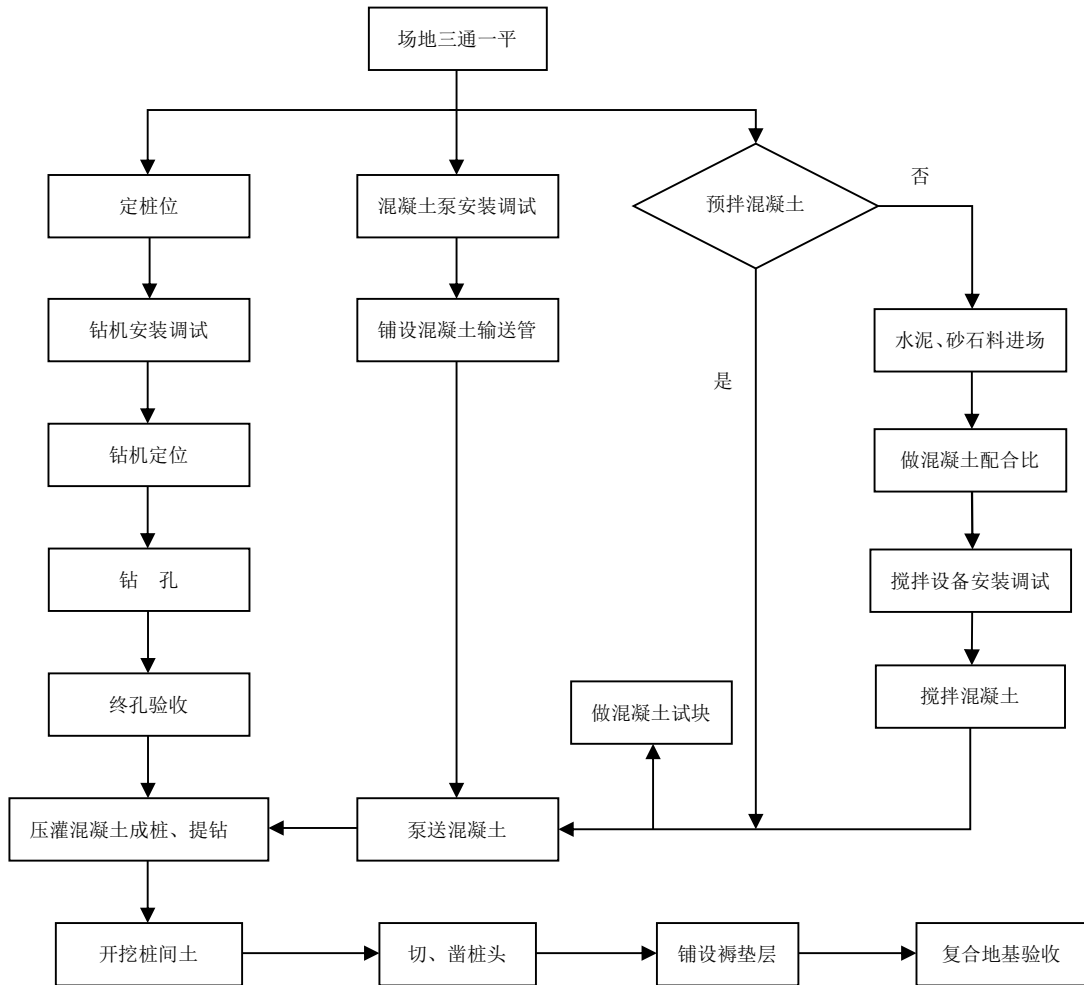 场地三通一平
定桩位
混凝土泵安装调试
预拌混凝土
否
钻机安装调试
铺设混凝土输送管
水泥、砂石料进场
是
钻机定位
做混凝土配合比
钻　孔
搅拌设备安装调试
终孔验收
做混凝土试块
搅拌混凝土
压灌混凝土成桩、提钻
泵送混凝土
开挖桩间土
切、凿桩头
铺设褥垫层
复合地基验收